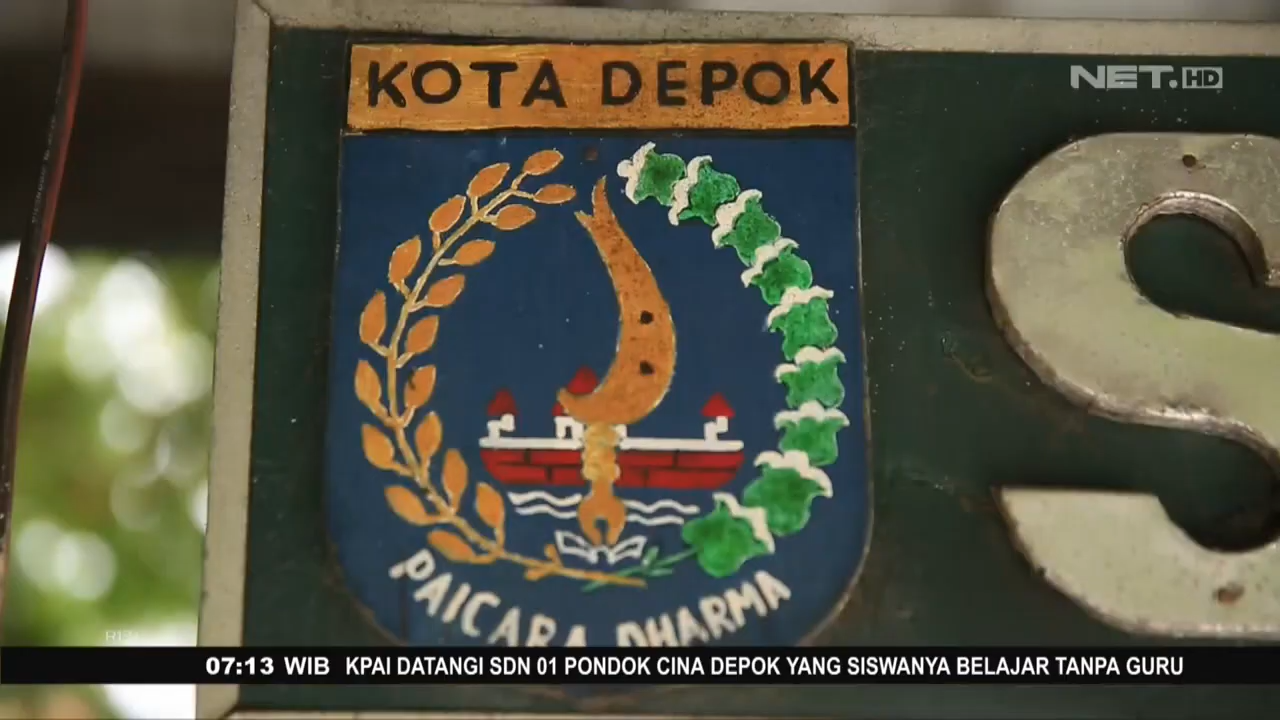 KOTA DEPOK
NET.HD
S
PAICARA DHARMA
07:13 WIB KPAI DATANGI SDN 01 PONDOK CINA DEPOK YANG SISWANYA BELAJAR TANPA GURU